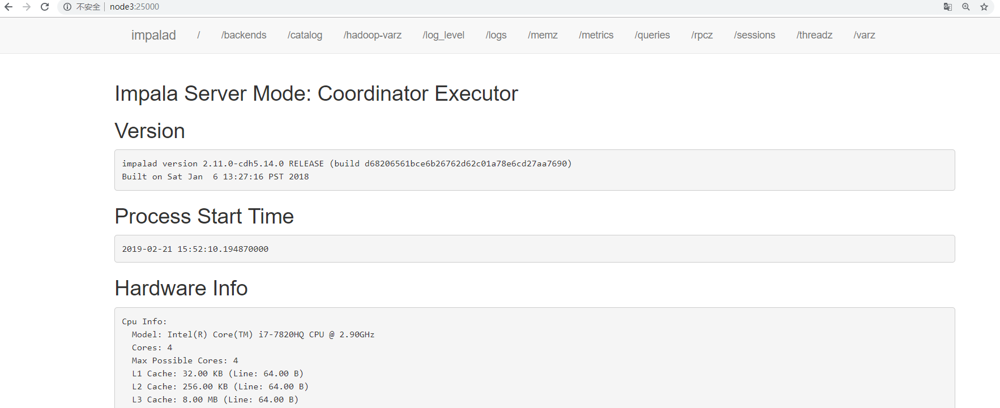 不安全 | node3:25000
impalad / /backends /catalog /hadoop-varz /log_level /logs /memz /metrics /queries /rpcz /sessions /threadz /varz
Impala Server Mode: Coordinator Executor
Version
impalad version 2.11.0-cdh5.14.0 RELEASE (build d68206561bce6b26762d62c01a78e6cd27aa7690)
Built on Sat Jan  6 13:27:16 PST 2018
Process Start Time
2019-02-21 15:52:10.194870000
Hardware Info
Cpu Info:
  Model: Intel(R) Core(TM) i7-7820HQ CPU @ 2.90GHz
  Cores: 4
  Max Possible Cores: 4
  L1 Cache: 32.00 KB (Line: 64.00 B)
  L2 Cache: 256.00 KB (Line: 64.00 B)
  L3 Cache: 8.00 MB (Line: 64.00 B)